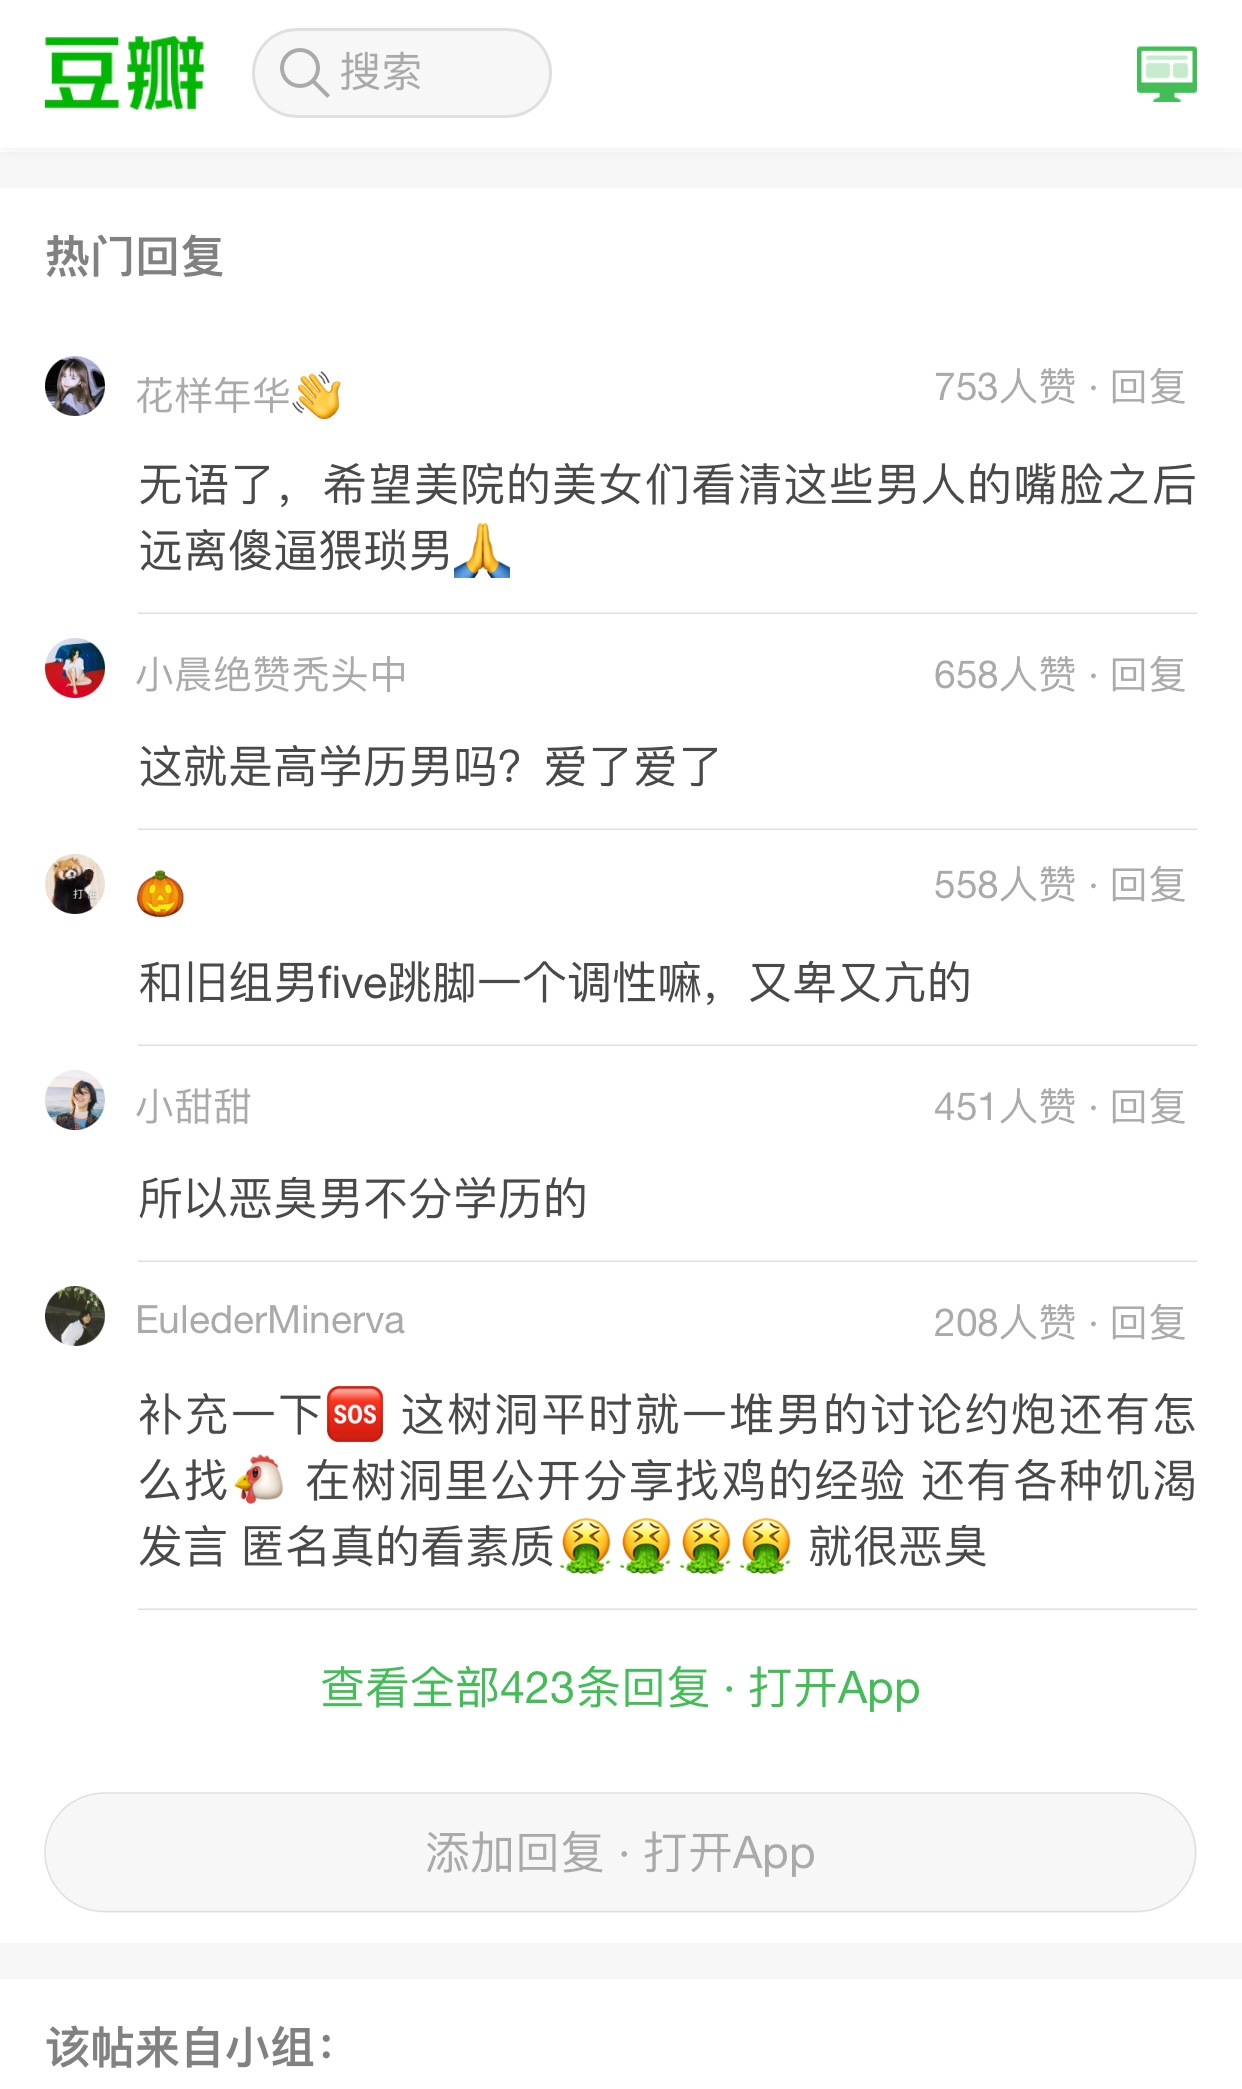 豆瓣
搜索
热门回复
花样年华👋
753人赞 · 回复
无语了，希望美院的美女们看清这些男人的嘴脸之后
远离傻逼猥琐男🙏
小晨绝赞秃头中
658人赞 · 回复
这就是高学历男吗？爱了爱了
🎃
558人赞 · 回复
和旧组男five跳脚一个调性嘛，又卑又亢的
小甜甜
451人赞 · 回复
所以恶臭男不分学历的
EulederMinerva
208人赞 · 回复
补充一下🆘 这树洞平时就一堆男的讨论约炮还有怎
么找🐔 在树洞里公开分享找鸡的经验 还有各种饥渴
发言 匿名真的看素质🤮🤮🤮🤮 就很恶臭
查看全部423条回复 · 打开App
添加回复 · 打开App
该帖来自小组：